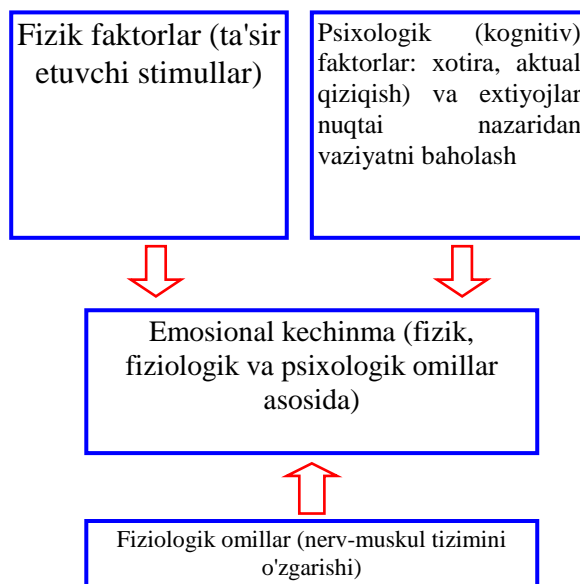 Fizik faktorlar (ta'sir
etuvchi stimullar)
Psixologik (kognitiv)
faktorlar: xotira, aktual
qiziqish) va extiyojlar
nuqtai nazaridan
vaziyatni baholash
Emosional kechinma (fizik,
fiziologik va psixologik omillar
asosida)
Fiziologik omillar (nerv-muskul tizimini
o'zgarishi)